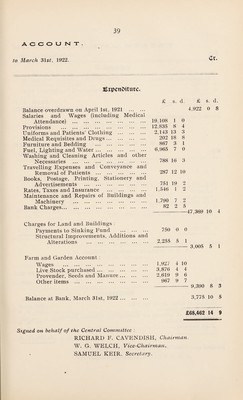 39
ACCOUNT.
to March 31st, 1922. Cr.
Expenditure.
£ s. d. £ s. d.
Balance overdrawn on April 1st, 1921 ... ... 4,922 0 8
Salaries and Wages (including Medical
Attendance) ... ... ... ... 19,108 1 0
Provisions ... ... ... ... 12,835 0 4
Uniforms and Patients' Clothing ... ... 2,143 13 3
Medical Requisites and Drugs ... ... 202 18 8
Furniture and Bedding ... ... 867 3 1
Fuel, Lighting and Water ... ... 6,965 7 0
Washing and Cleaning Articles and other
Necessaries ... ... ... ... 788 16 3
Travelling Expenses and Conveyance and
Removal of Patients ... ... 287 12 10
Books, Postage, Printing, Stationery and
Advertisements ... ... ... 751 19 2
Rates, Taxes and Insurance ... ... 1,546 1 2
Maintenance and Repairs of Buildings and
Machinery ... ... ... 1,790 7 2
Bank Charges ... ... ... 82 2 5
47,369 10 4
Charges for Land and Buildings
Payments to Sinking Fund ... ... 750 0 0
Structural Improvements, Additions and
Alterations ... ... ... 2,258 5 1
3,008 5 1
Farm and Garden Account
Wages ... ... ... 1,927 4 10
Live Stock purchased ... ... 3,876 4 4
Provender, Seeds and Manure ... ... 2,619 9 6
Other items ... ... ... 967 9 7
9,390 8 3
Balance at Bank, March 31st, 1922 ... ... 3,772 10 5
£68,462 14 9
Signed on behalf of the Central Committee:
RICHARD F. CAVENDISH, Chairman.
W. G. WELCH, Vice-Chairman.
SAMUEL KEIR, Secretary.